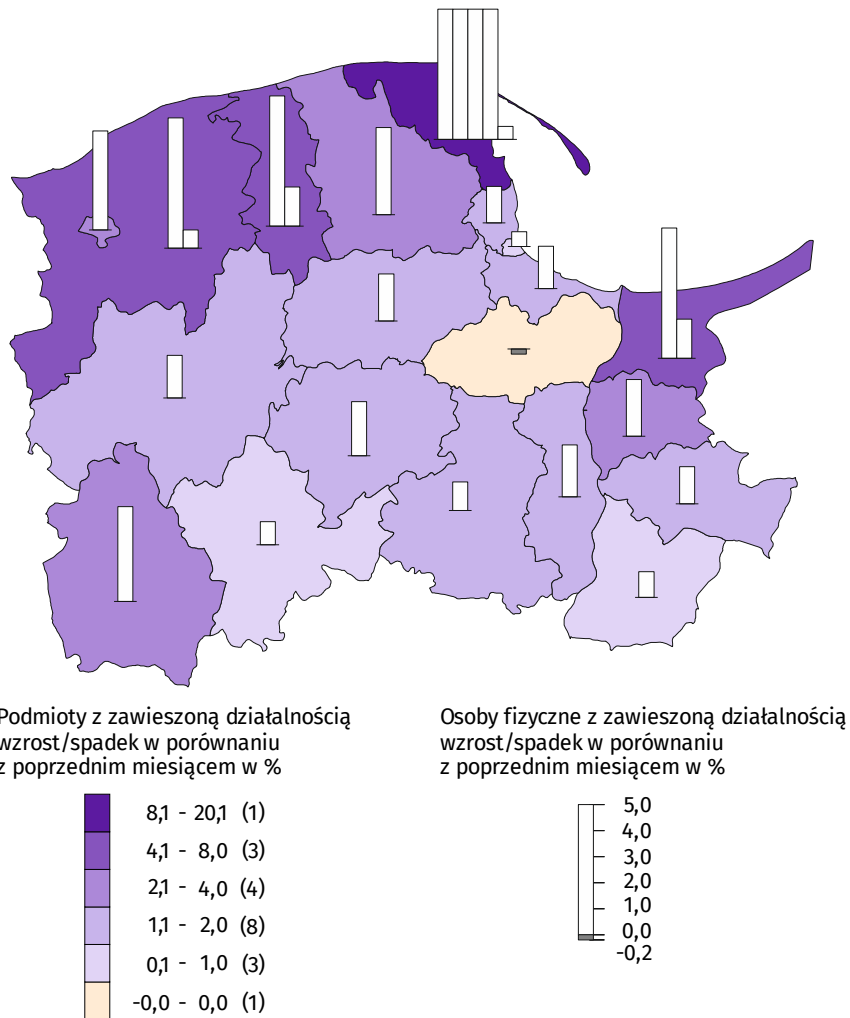 Podmioty z zawieszoną działalnością
wzrost/spadek w porównaniu
z poprzednim miesiącem w %
8,1 - 20,1 (1)
4,1 - 8,0 (3)
2,1 - 4,0 (4)
1,1 - 2,0 (8)
0,1 - 1,0 (3)
-0,0 - 0,0 (1)
Osoby fizyczne z zawieszoną działalnością
wzrost/spadek w porównaniu
z poprzednim miesiącem w %
5,0
4,0
3,0
2,0
1,0
0,0
-0,2